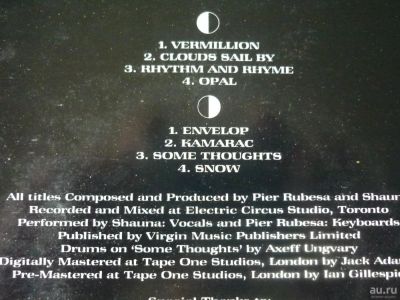 1. VERMILLION
2. CLOUDS SAIL BY
3. RHYTHM AND RHYME
4. OPAL
1. ENVELOP
2. KAMARAC
3. SOME THOUGHTS
4. SNOW
All titles Composed and Produced by Pier Rubesa and Shauna
Recorded and Mixed at Electric Circus Studio, Toronto
Performed by Shauna: Vocals and Pier Rubesa: Keyboards
Published by Virgin Music Publishers Limited
Drums on 'Some Thoughts' by Axeff Ungvary
Digitally Mastered at Tape One Studios, London by Jack
Pre-Mastered at Tape One Studios, London by Ian Gillespi
Special Thanks to:
au.ru